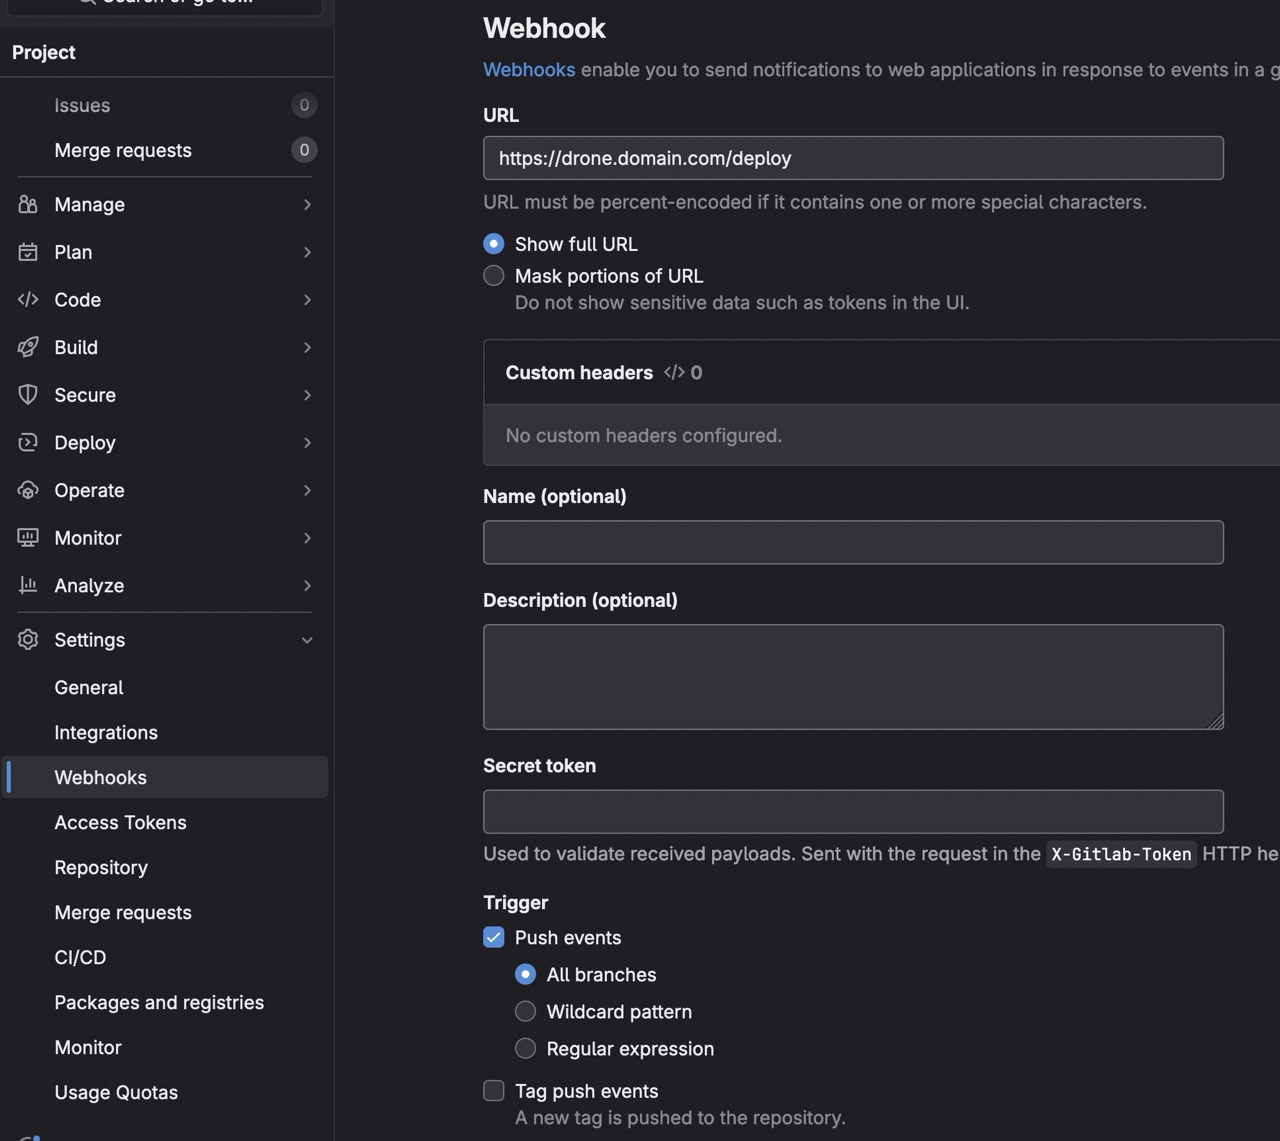 Project
Issues 0
Merge requests 0
Manage
Plan
Code
Build
Secure
Deploy
Operate
Monitor
Analyze
Settings
General
Integrations
Webhooks
Access Tokens
Repository
Merge requests
CI/CD
Packages and registries
Monitor
Usage Quotas
Webhook
Webhooks enable you to send notifications to web applications in response to events in a g
URL
https://drone.domain.com/deploy
URL must be percent-encoded if it contains one or more special characters.
Show full URL
Mask portions of URL
Do not show sensitive data such as tokens in the UI.
Custom headers </> 0
No custom headers configured.
Name (optional)
Description (optional)
Secret token
Used to validate received payloads. Sent with the request in the X-Gitlab-Token HTTP he
Trigger
Push events
All branches
Wildcard pattern
Regular expression
Tag push events
A new tag is pushed to the repository.